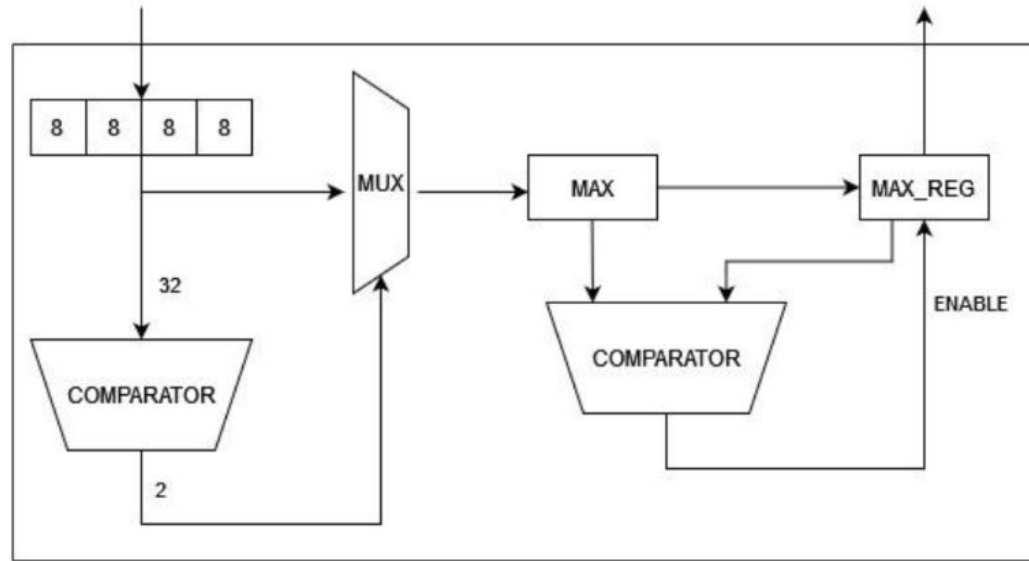 8 8 8 8
MUX
MAX
MAX_REG
32
ENABLE
COMPARATOR
COMPARATOR
2